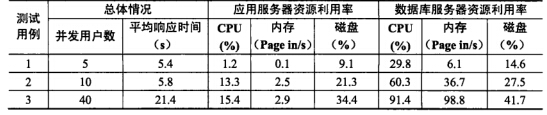 测试用例 总体情况 应用服务器资源利用率 数据库服务器资源利用率
并发用户数 平均响应时间(s) CPU(%) 内存(Page in/s) 磁盘(%) CPU(%) 内存(Page in/s) 磁盘(%)
1 5 5.4 1.2 0.1 9.1 29.8 6.1 14.6
2 10 5.8 13.3 2.5 21.3 60.3 36.7 27.5
3 40 21.4 15.4 2.9 34.4 91.4 98.8 41.7